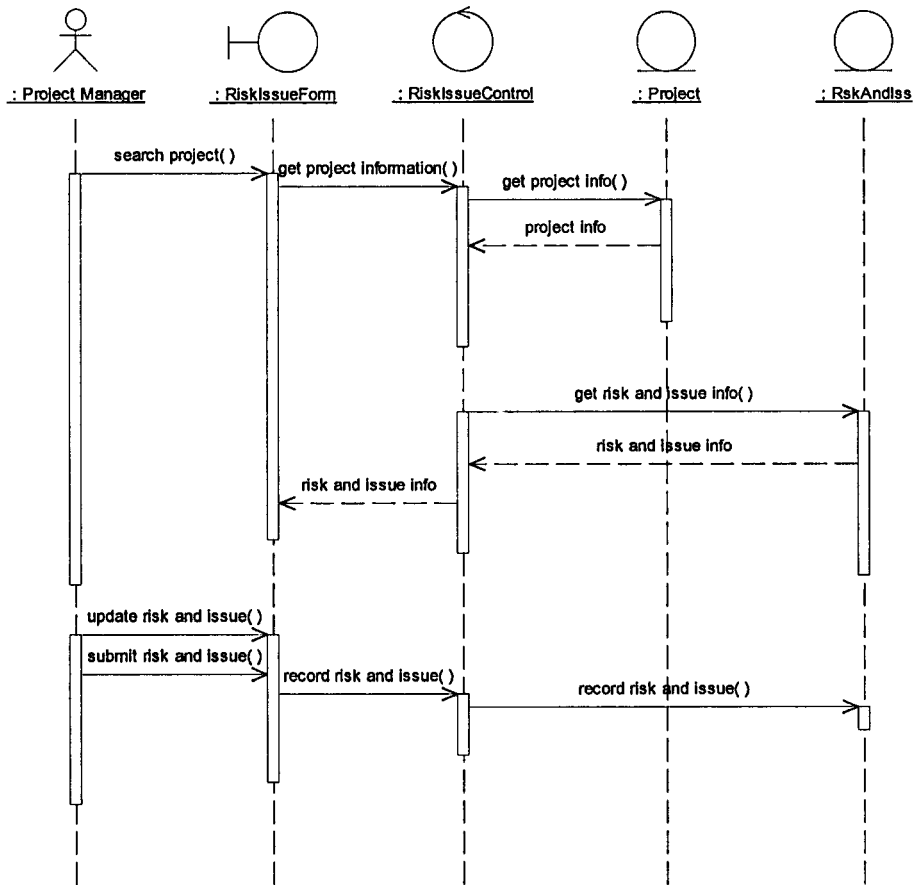 : Project Manager
: RiskIssueForm
: RiskIssueControl
: Project
: RskAndIss
search project( )
get project information( )
get project info( )
project info
get risk and issue info( )
risk and issue info
risk and issue info
update risk and issue( )
submit risk and issue( )
record risk and issue( )
record risk and issue( )